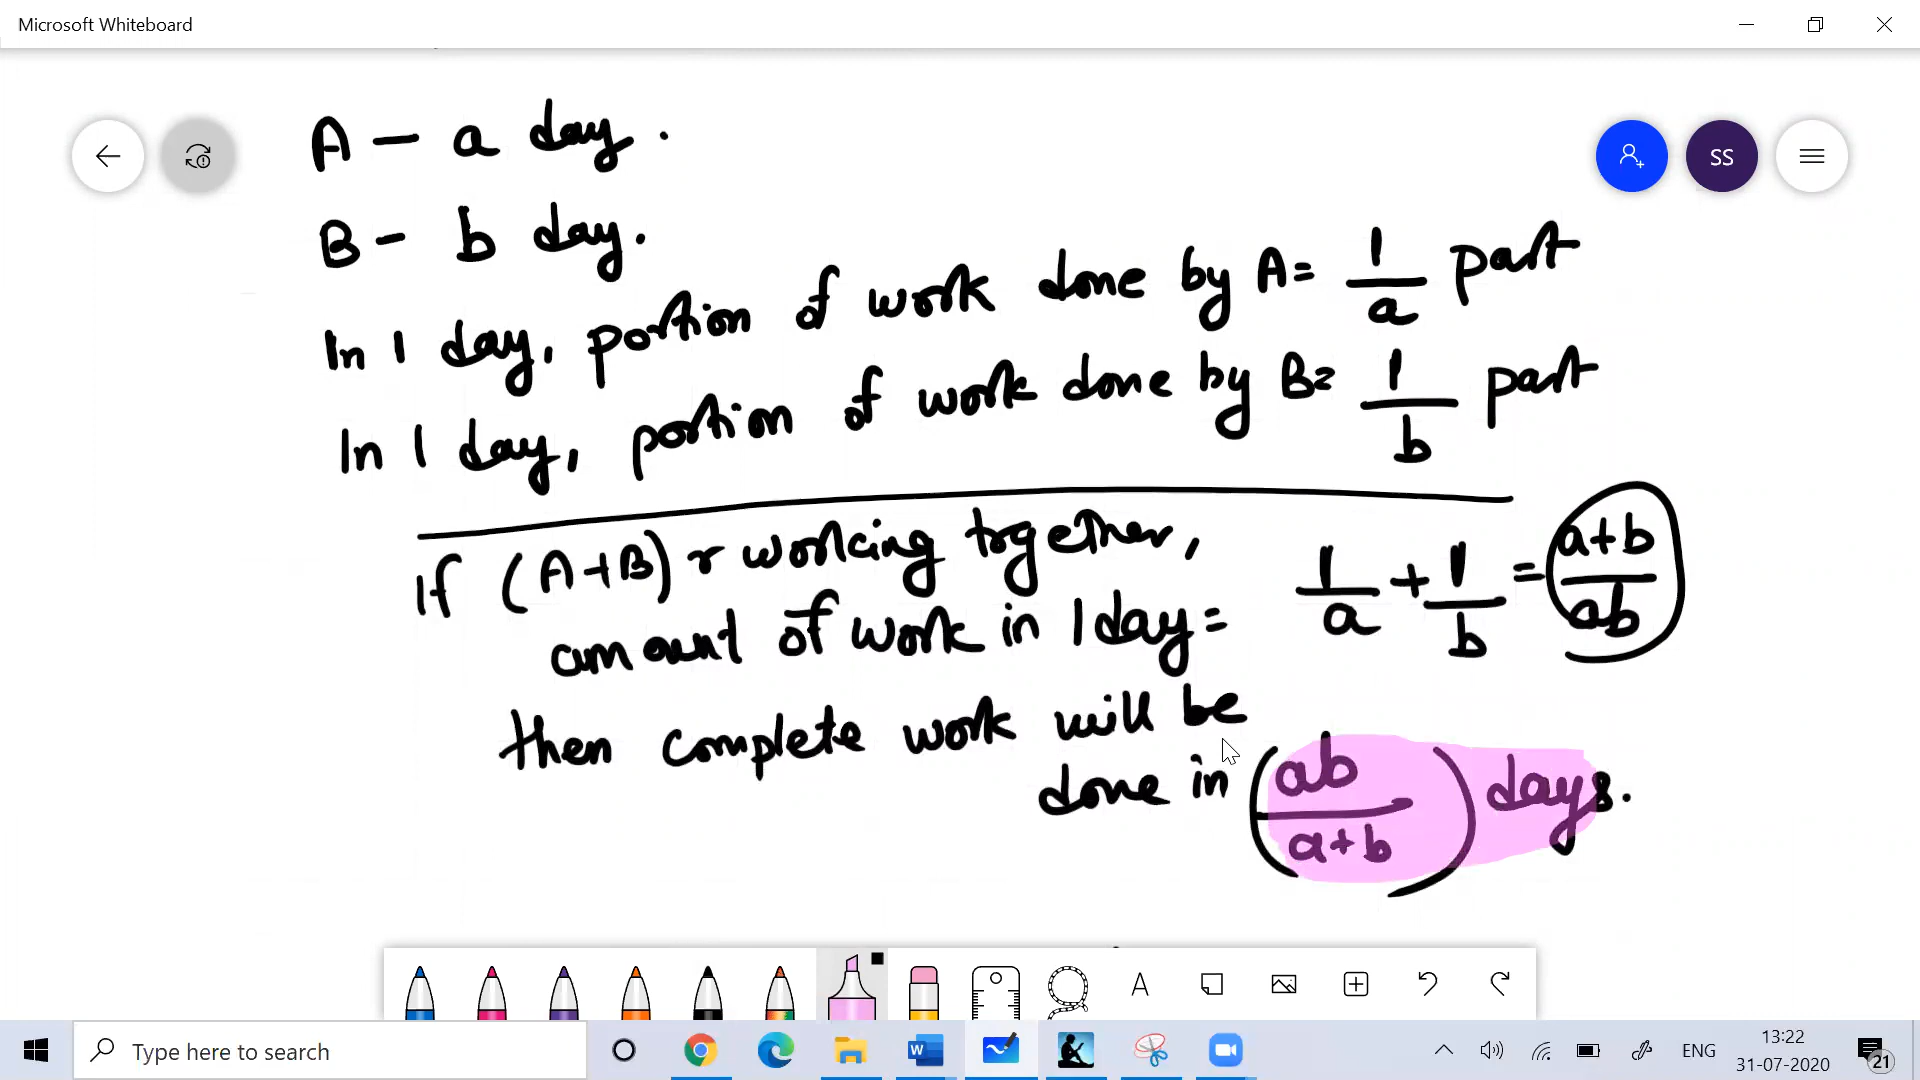 Microsoft Whiteboard
SS
A - a day.
B - b day.
In 1 day, portion of work done by A = 1/a part
In 1 day, portion of work done by B = 1/b part
If (A+B) r working together,
amount of work in 1 day = 1/a + 1/b = a+b/ab
then complete work will be
done in (ab/a+b) days.
A
W
Type here to search
ENG
13:22
31-07-2020
21